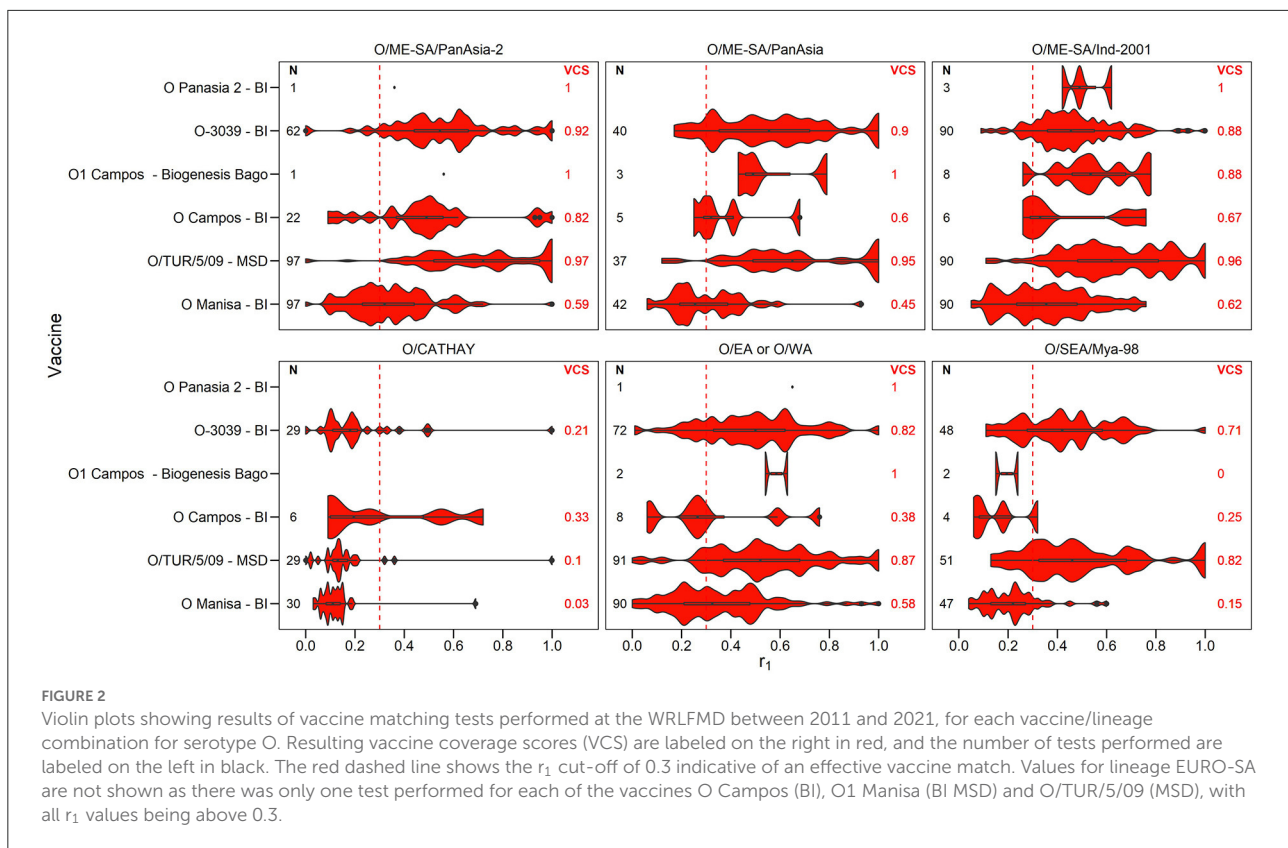 O/ME-SA/PanAsia-2 O/ME-SA/PanAsia O/ME-SA/Ind-2001
N VCS N VCS N VCS
O Panasia 2 - BI 1 1 3 1
O-3039 - BI 62 0.92 40 0.9 90 0.88
O1 Campos - Biogenesis Bago 1 1 3 1 8 0.88
O Campos - BI 22 0.82 5 0.6 6 0.67
O/TUR/5/09 - MSD 97 0.97 37 0.95 90 0.96
O Manisa - BI 97 0.59 42 0.45 90 0.62
Vaccine
O/CATHAY O/EA or O/WA O/SEA/Mya-98
N VCS N VCS N VCS
O Panasia 2 - BI 1 1
O-3039 - BI 29 0.21 72 0.82 48 0.71
O1 Campos - Biogenesis Bago 2 1 2 0
O Campos - BI 6 0.33 8 0.38 4 0.25
O/TUR/5/09 - MSD 29 0.1 91 0.87 51 0.82
O Manisa - BI 30 0.03 90 0.58 47 0.15
0.0 0.2 0.4 0.6 0.8 1.0 0.0 0.2 0.4 0.6 0.8 1.0 0.0 0.2 0.4 0.6 0.8 1.0
r₁
FIGURE 2
Violin plots showing results of vaccine matching tests performed at the WRLFMD between 2011 and 2021, for each vaccine/lineage
combination for serotype O. Resulting vaccine coverage scores (VCS) are labeled on the right in red, and the number of tests performed are
labeled on the left in black. The red dashed line shows the r₁ cut-off of 0.3 indicative of an effective vaccine match. Values for lineage EURO-SA
are not shown as there was only one test performed for each of the vaccines O Campos (BI), O1 Manisa (BI MSD) and O/TUR/5/09 (MSD), with
all r₁ values being above 0.3.